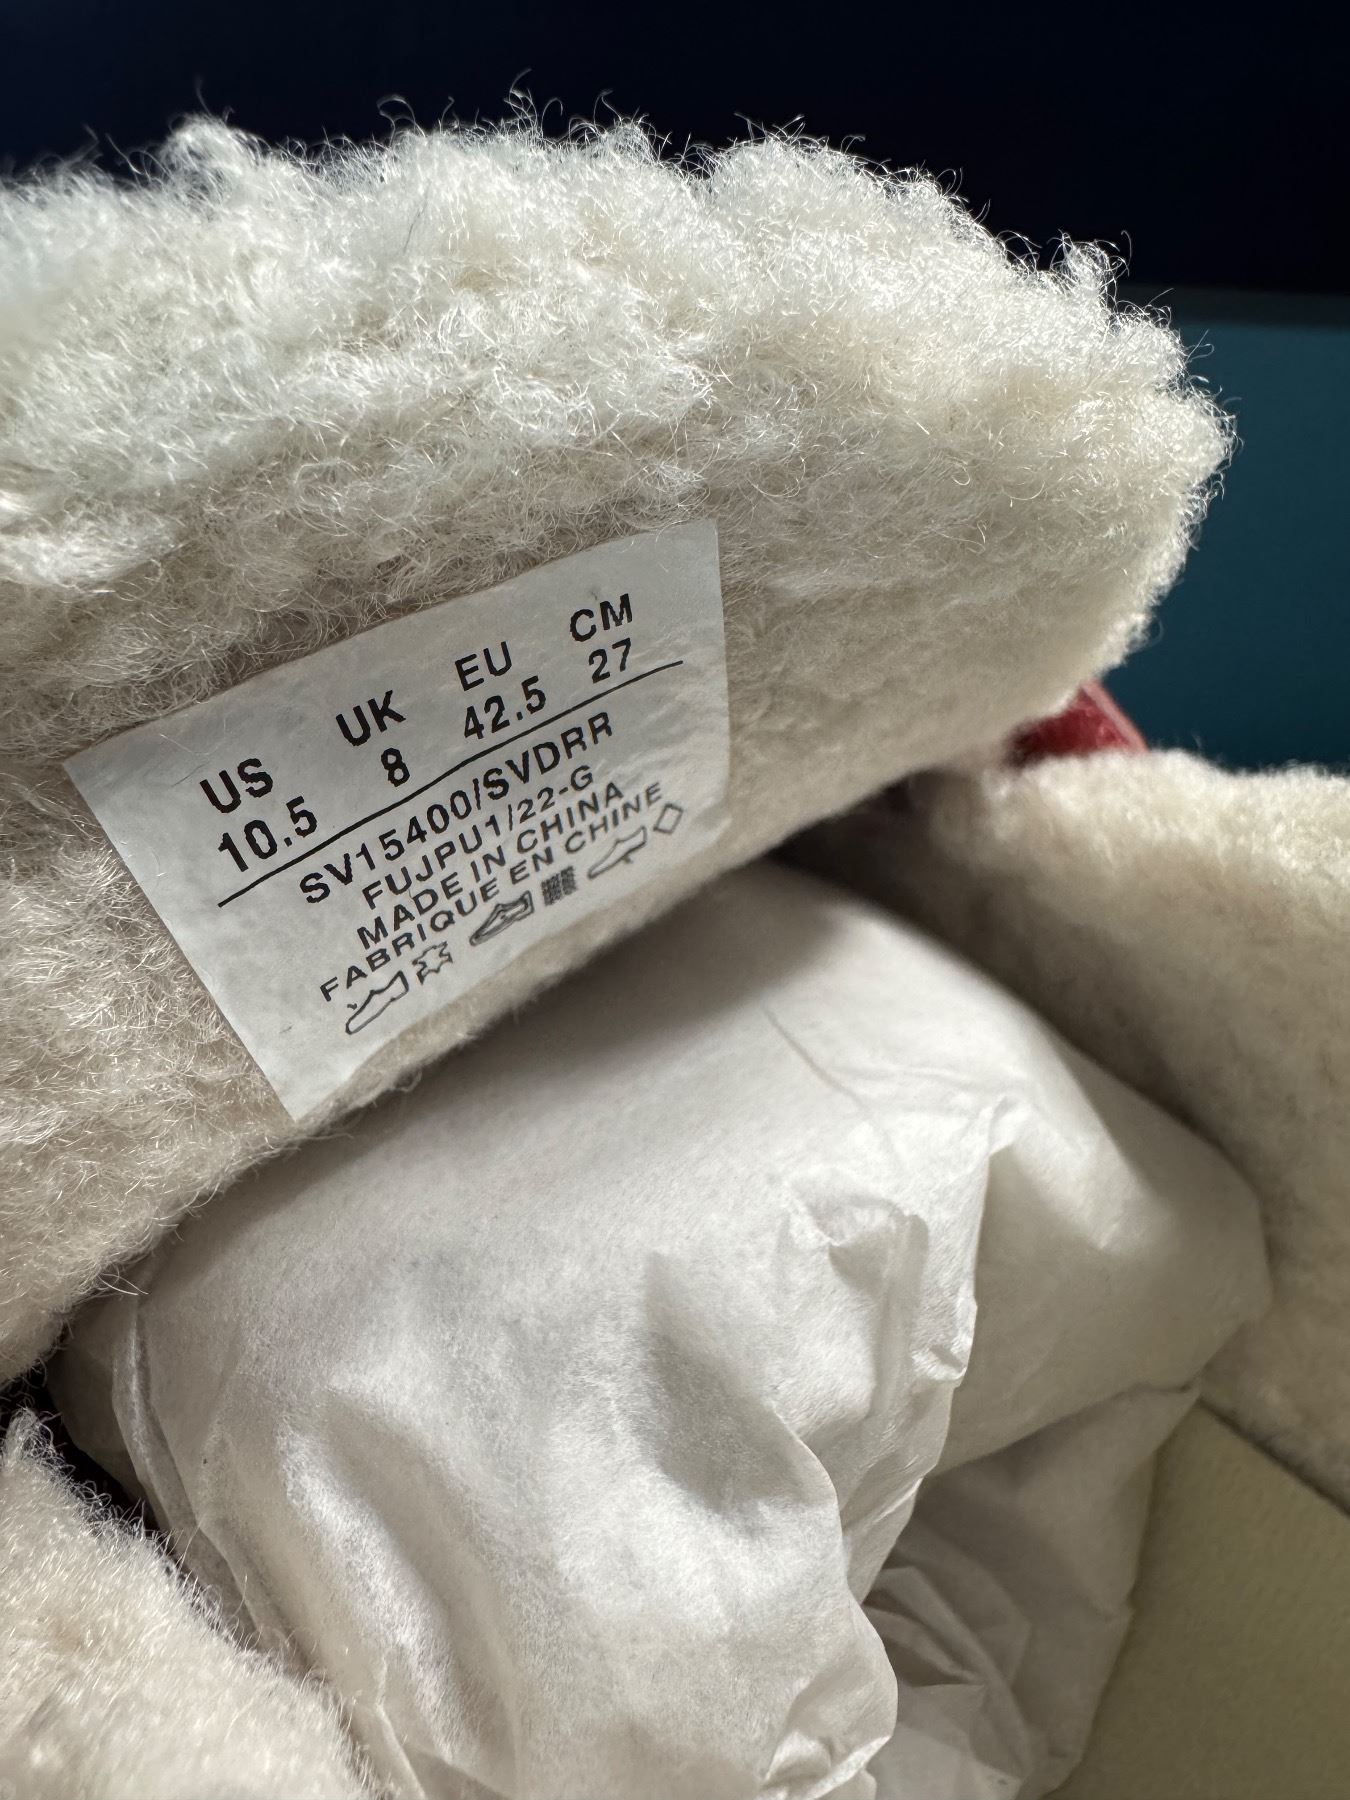 US UK EU CM
10.5 8 42.5 27
SV15400/SVDRR
FUJPU1/22-G
MADE IN CHINA
FABRIQUE EN CHINE